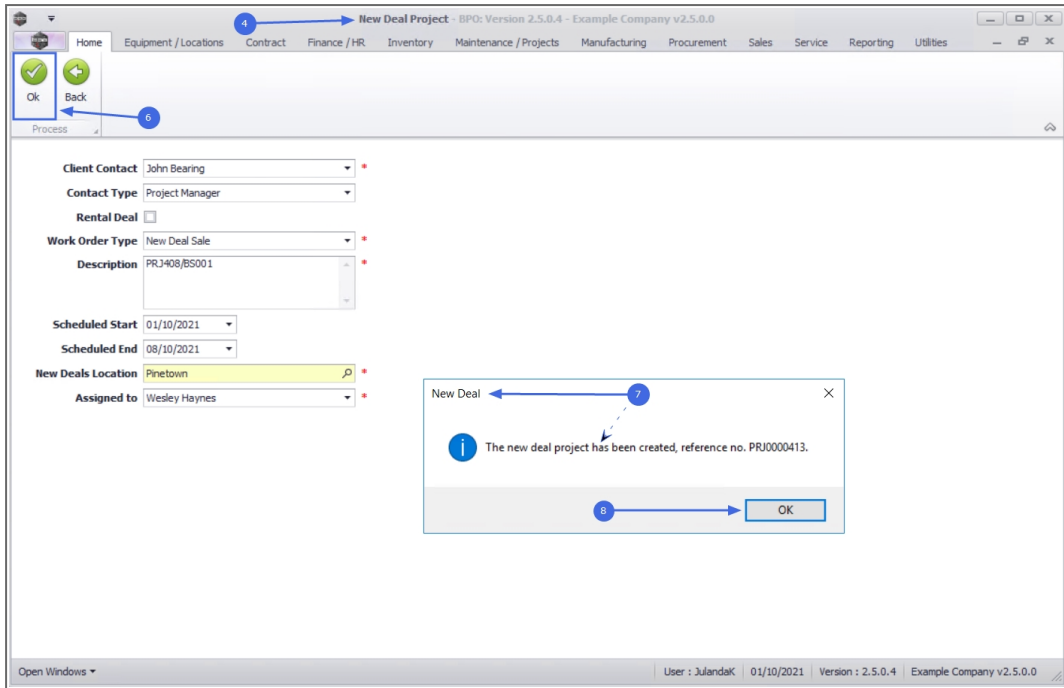 4
New Deal Project - BPO: Version 2.5.0.4 - Example Company v2.5.0.0
Home Equipment / Locations Contract Finance / HR Inventory Maintenance / Projects Manufacturing Procurement Sales Service Reporting Utilities
Ok Back
6
Process
Client Contact John Bearing *
Contact Type Project Manager
Rental Deal
Work Order Type New Deal Sale *
Description PRJ408/BS001 *
Scheduled Start 01/10/2021
Scheduled End 08/10/2021
New Deals Location Pinetown *
Assigned to Wesley Haynes *
New Deal 7
The new deal project has been created, reference no. PRJ0000413.
8 OK
Open Windows User : JulandaK 01/10/2021 Version : 2.5.0.4 Example Company v2.5.0.0